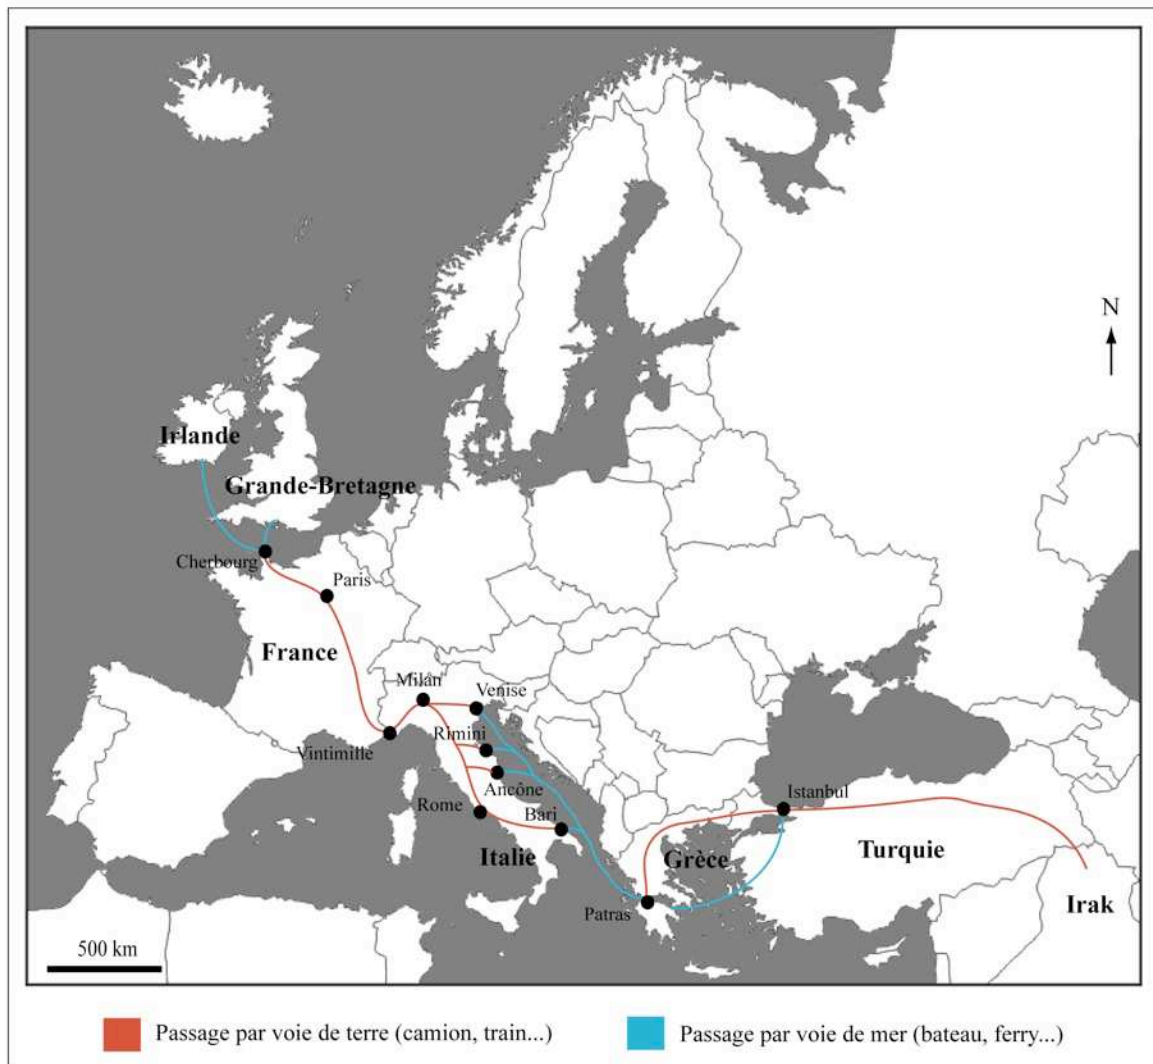 N
Irlande
Grande-Bretagne
Cherbourg
Paris
France
Milan
Venise
Rimini
Vintimille
Ancône
Istanbul
Rome
Bari
Italie
Grèce
Turquie
Patras
Irak
500 km
Passage par voie de terre (camion, train...)
Passage par voie de mer (bateau, ferry...)